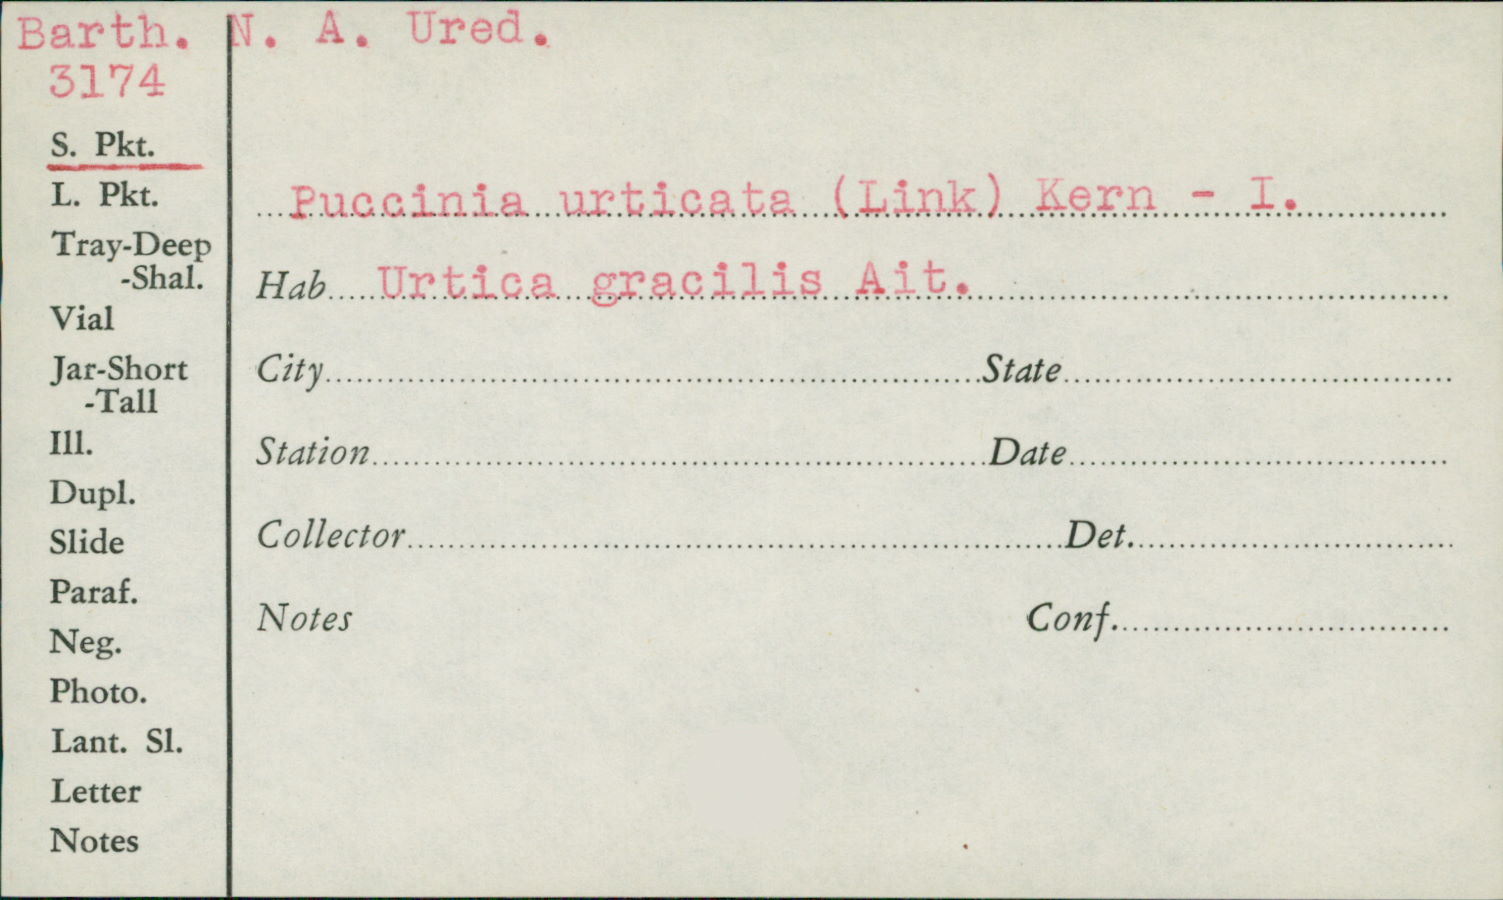 Barth. N. A. Ured.
3174
S. Pkt.
L. Pkt.
Tray-Deep
-Shal.
Vial
Jar-Short
-Tall
Ill.
Dupl.
Slide
Paraf.
Neg.
Photo.
Lant. Sl.
Letter
Notes
Puccinia urticata (Link) Kern - I.
Hab Urtica gracilis Ait.
City State
Station Date
Collector Det.
Notes Conf.